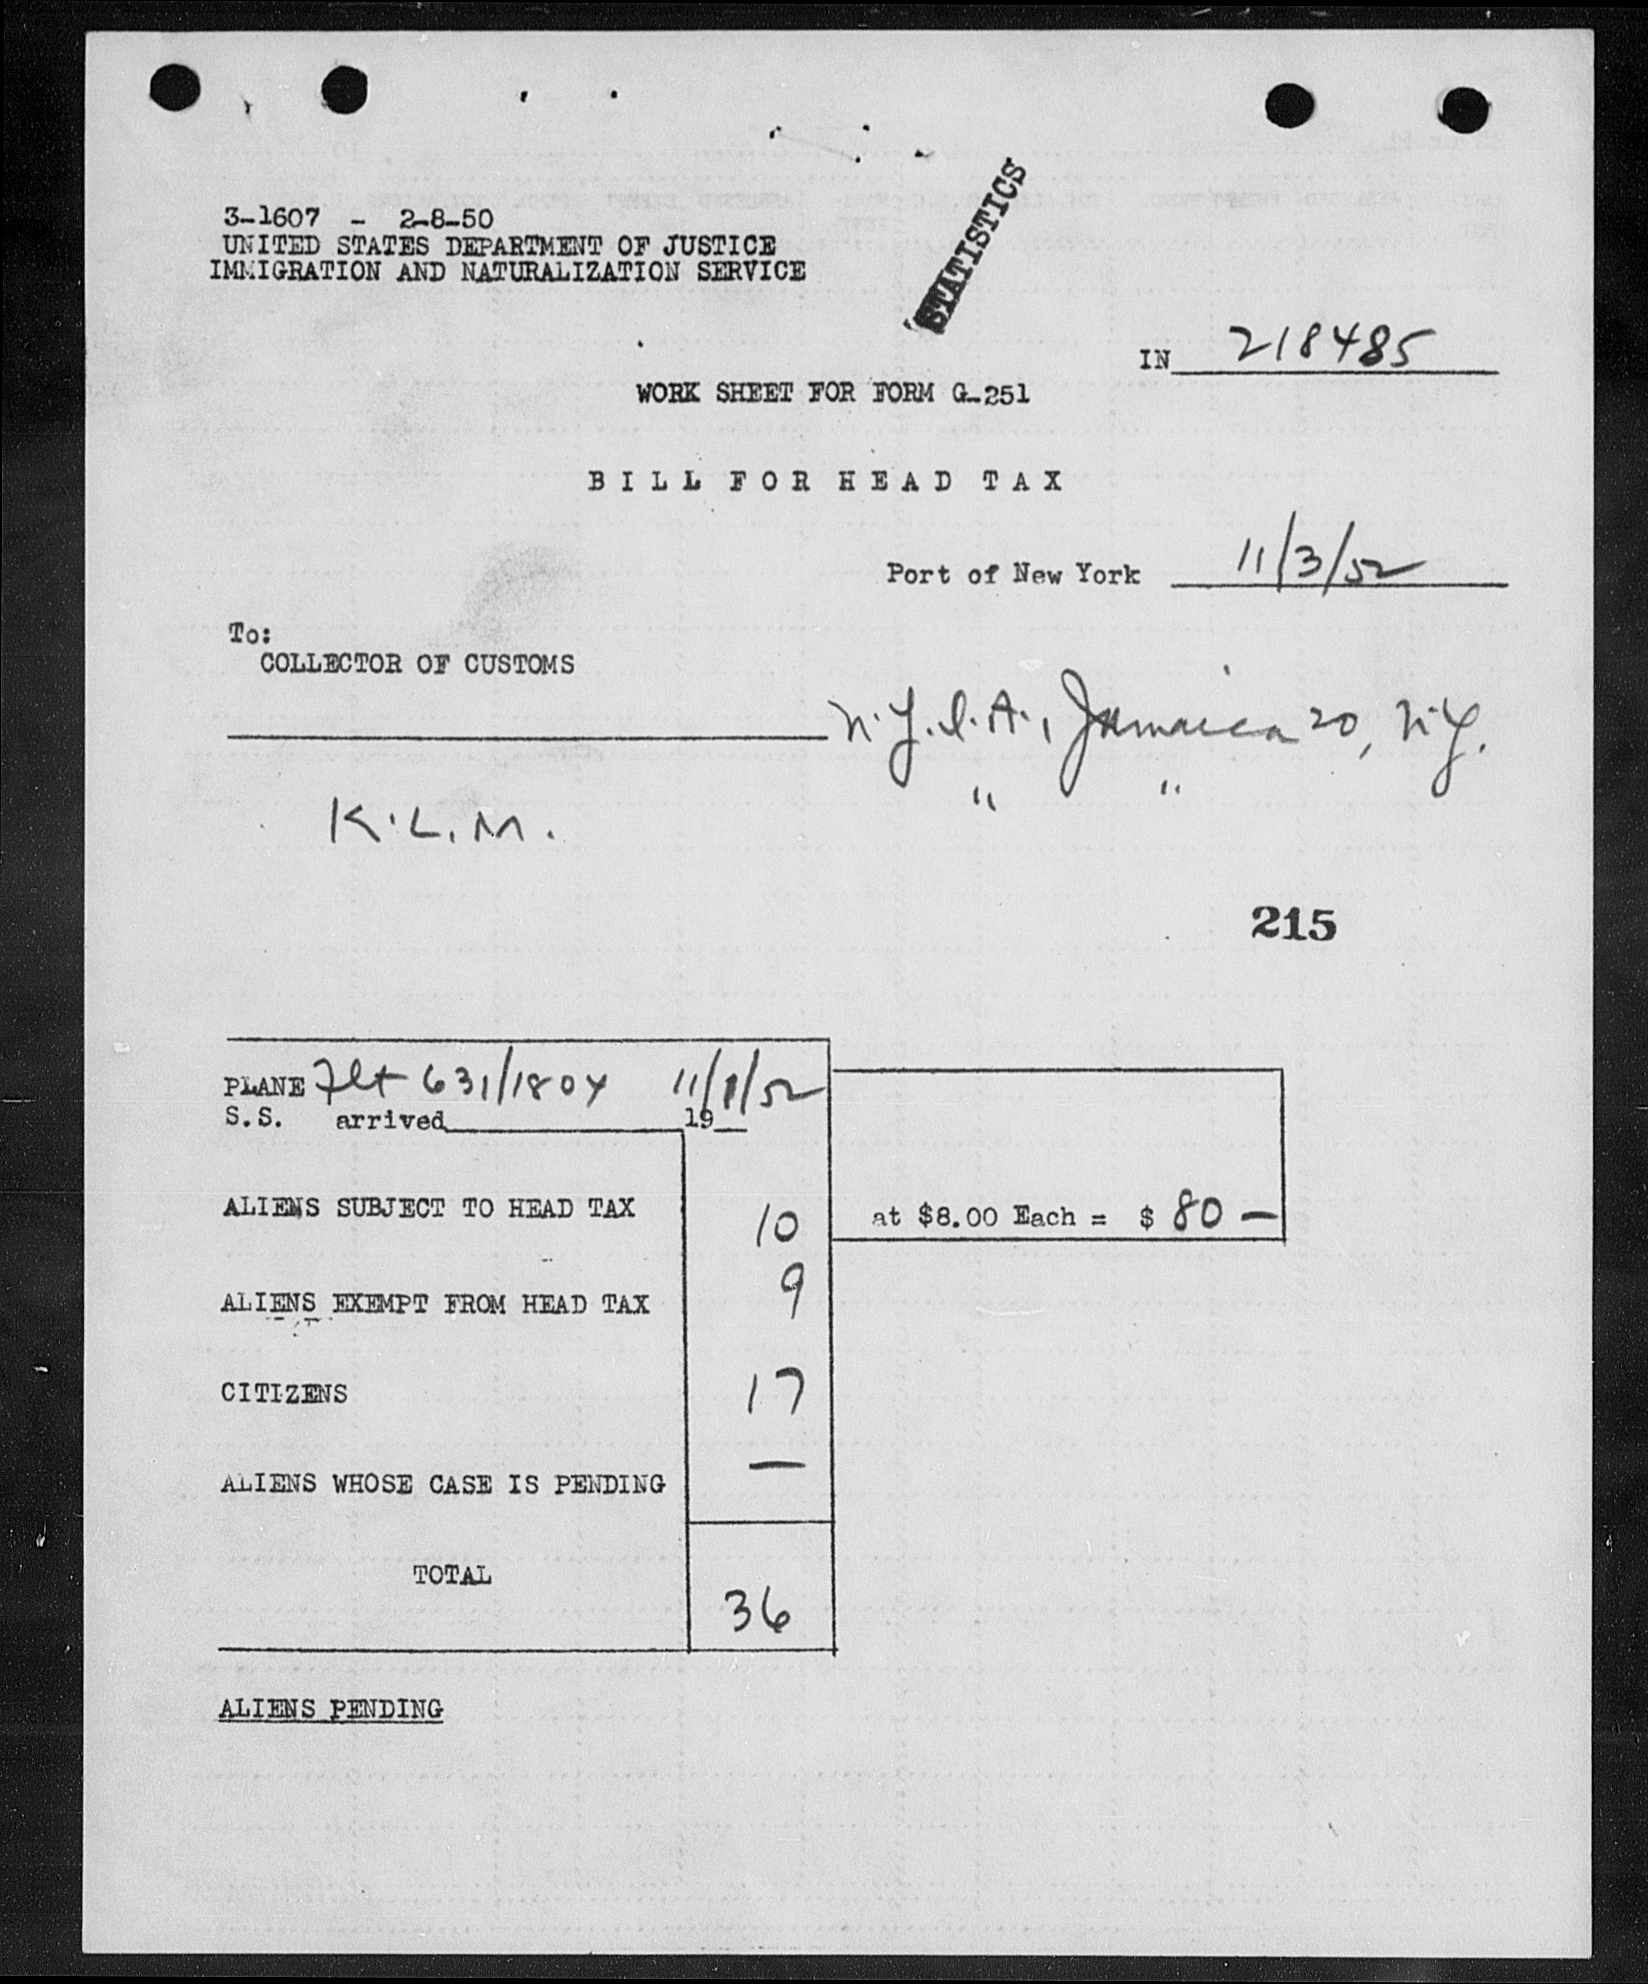 3-1607 - 2-8-50
UNITED STATES DEPARTMENT OF JUSTICE
IMMIGRATION AND NATURALIZATION SERVICE
STATISTICS
IN 218485
WORK SHEET FOR FORM G-251
BILL FOR HEAD TAX
Port of New York 11/3/52
To:
COLLECTOR OF CUSTOMS
N.Y.I.A., Jamaica 20, N.Y.
K.L.M. " "
215
PLANE Flt 631/1804 11/1/52
S.S. arrived 19
ALIENS SUBJECT TO HEAD TAX 10 at $8.00 Each = $ 80 —
ALIENS EXEMPT FROM HEAD TAX 9
CITIZENS 17
ALIENS WHOSE CASE IS PENDING —
TOTAL 36
ALIENS PENDING